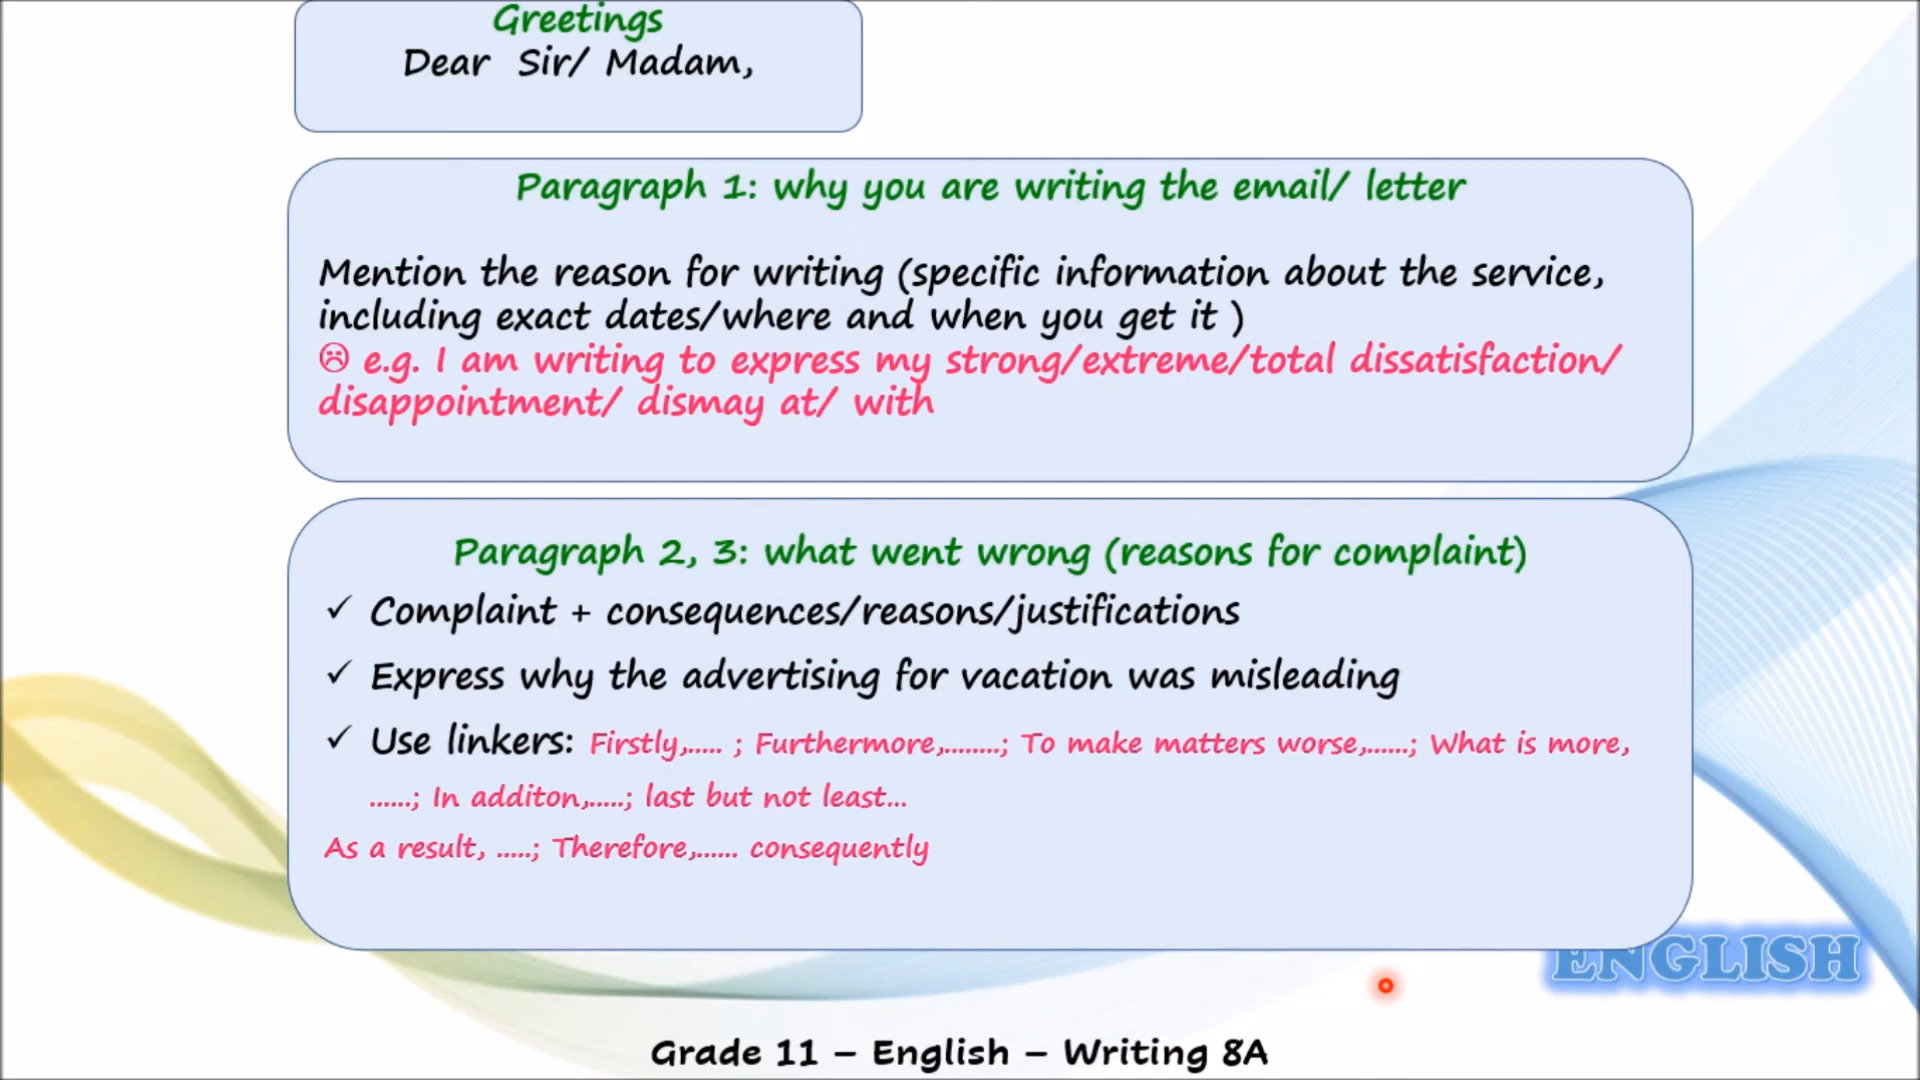 Greetings
Dear Sir/ Madam,
Paragraph 1: why you are writing the email/ letter
Mention the reason for writing (specific information about the service,
including exact dates/where and when you get it )
☹ e.g. I am writing to express my strong/extreme/total dissatisfaction/
disappointment/ dismay at/ with
Paragraph 2, 3: what went wrong (reasons for complaint)
✓ Complaint + consequences/reasons/justifications
✓ Express why the advertising for vacation was misleading
✓ Use linkers: Firstly,..... ; Furthermore,........; To make matters worse,......; What is more,
......; In additon,.....; last but not least...
As a result, .....; Therefore,...... consequently
ENGLISH
Grade 11 – English – Writing 8A